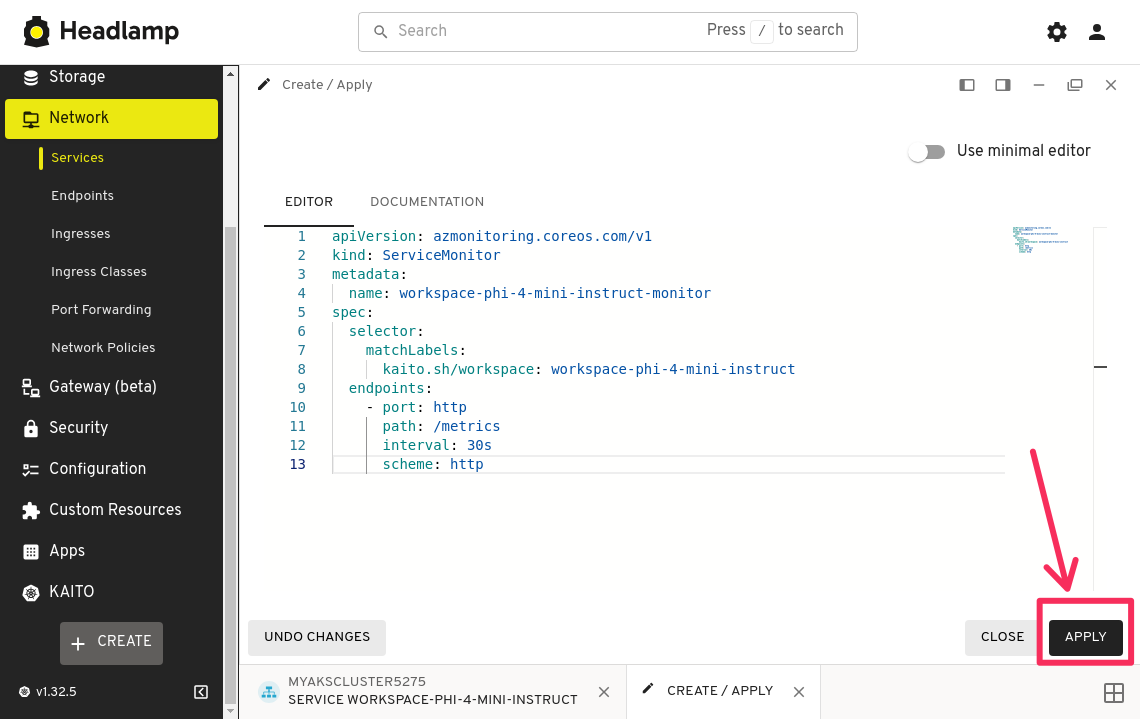 Headlamp
Search
Press / to search
Storage
Network
Services
Endpoints
Ingresses
Ingress Classes
Port Forwarding
Network Policies
Gateway (beta)
Security
Configuration
Custom Resources
Apps
KAITO
CREATE
v1.32.5
Create / Apply
Use minimal editor
EDITOR DOCUMENTATION
1 apiVersion: azmonitoring.coreos.com/v1
2 kind: ServiceMonitor
3 metadata:
4 name: workspace-phi-4-mini-instruct-monitor
5 spec:
6 selector:
7 matchLabels:
8 kaito.sh/workspace: workspace-phi-4-mini-instruct
9 endpoints:
10 - port: http
11 path: /metrics
12 interval: 30s
13 scheme: http
UNDO CHANGES
CLOSE
APPLY
MYAKSCLUSTER5275
SERVICE WORKSPACE-PHI-4-MINI-INSTRUCT
CREATE / APPLY